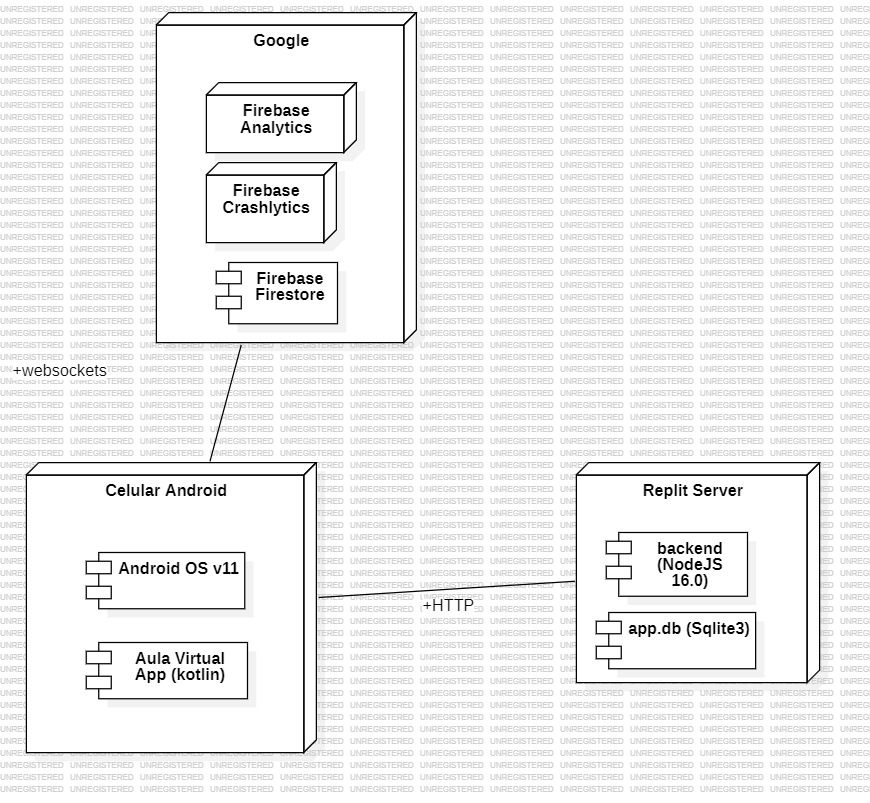 Google
Firebase
Analytics
Firebase
Crashlytics
Firebase
Firestore
+websockets
Celular Android
Android OS v11
Aula Virtual
App (kotlin)
+HTTP
Replit Server
backend
(NodeJS
16.0)
app.db (Sqlite3)
UNREGISTERED